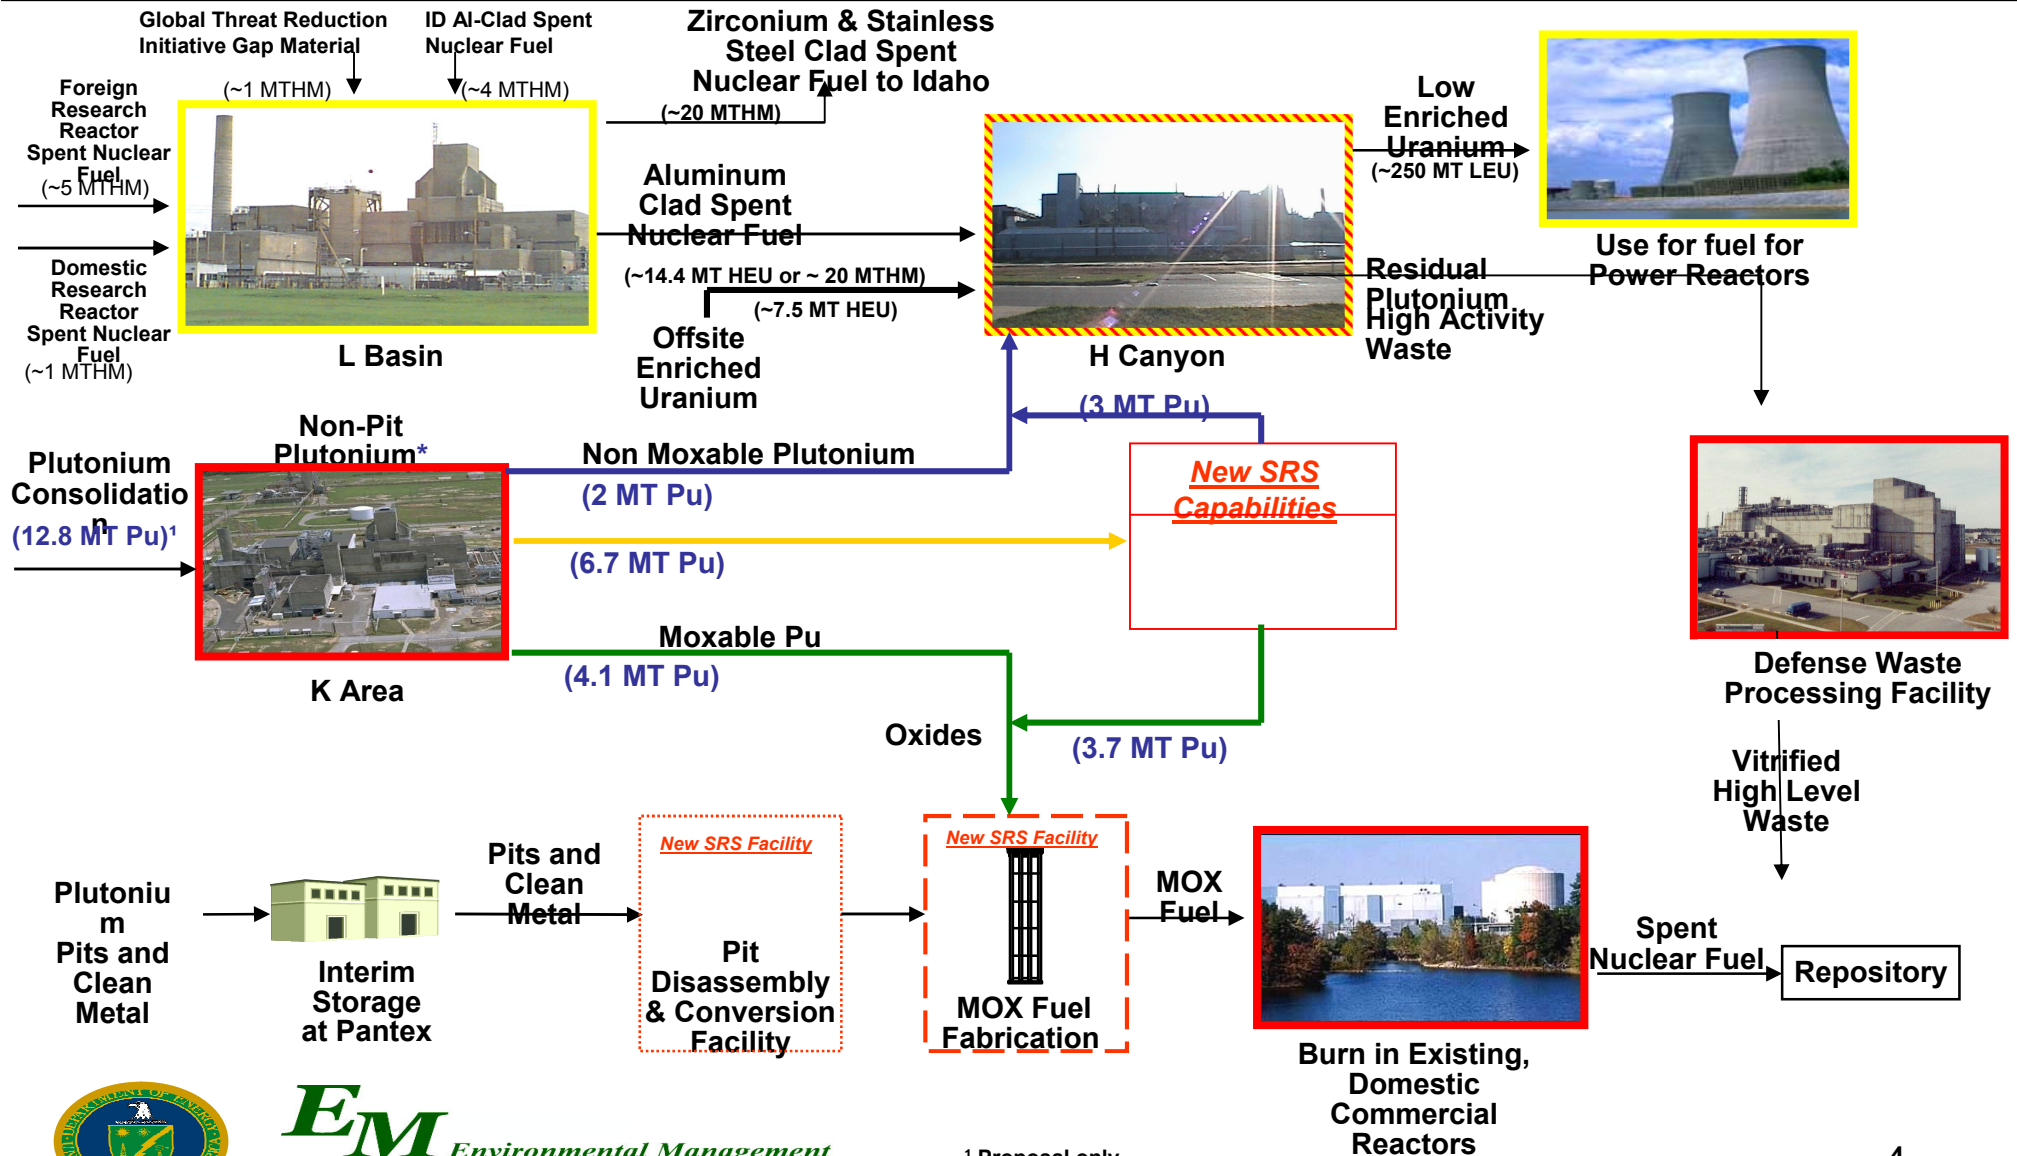 Global Threat Reduction
Initiative Gap Material
(~1 MTHM)
ID Al-Clad Spent
Nuclear Fuel
(~4 MTHM)
Zirconium & Stainless
Steel Clad Spent
Nuclear Fuel to Idaho
(~20 MTHM)
Foreign
Research
Reactor
Spent Nuclear
Fuel
(~5 MTHM)
Domestic
Research
Reactor
Spent Nuclear
Fuel
(~1 MTHM)
L Basin
Aluminum
Clad Spent
Nuclear Fuel
(~14.4 MT HEU or ~ 20 MTHM)
(~7.5 MT HEU)
Offsite
Enriched
Uranium
H Canyon
Low
Enriched
Uranium
(~250 MT LEU)
Use for fuel for
Power Reactors
Residual
Plutonium
High Activity
Waste
Plutonium
Consolidatio
n
(12.8 MT Pu)¹
Non-Pit
Plutonium*
K Area
Non Moxable Plutonium
(2 MT Pu)
(3 MT Pu)
(6.7 MT Pu)
New SRS
Capabilities
Moxable Pu
(4.1 MT Pu)
Oxides
(3.7 MT Pu)
Defense Waste
Processing Facility
Vitrified
High Level
Waste
Plutoniu
m
Pits and
Clean
Metal
Interim
Storage
at Pantex
Pits and
Clean
Metal
New SRS Facility
Pit
Disassembly
& Conversion
Facility
New SRS Facility
MOX Fuel
Fabrication
MOX
Fuel
Burn in Existing,
Domestic
Commercial
Reactors
Spent
Nuclear Fuel
Repository
DEPARTMENT OF ENERGY
EM Environmental Management
¹ Proposal only
4